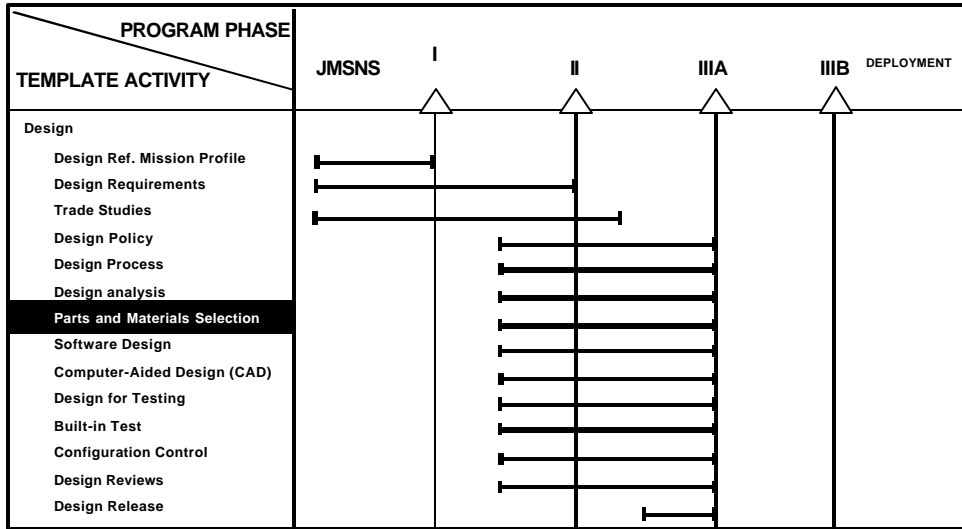 PROGRAM PHASE
TEMPLATE ACTIVITY
JMSNS I II IIIA IIIB DEPLOYMENT
Design
Design Ref. Mission Profile
Design Requirements
Trade Studies
Design Policy
Design Process
Design analysis
Parts and Materials Selection
Software Design
Computer-Aided Design (CAD)
Design for Testing
Built-in Test
Configuration Control
Design Reviews
Design Release